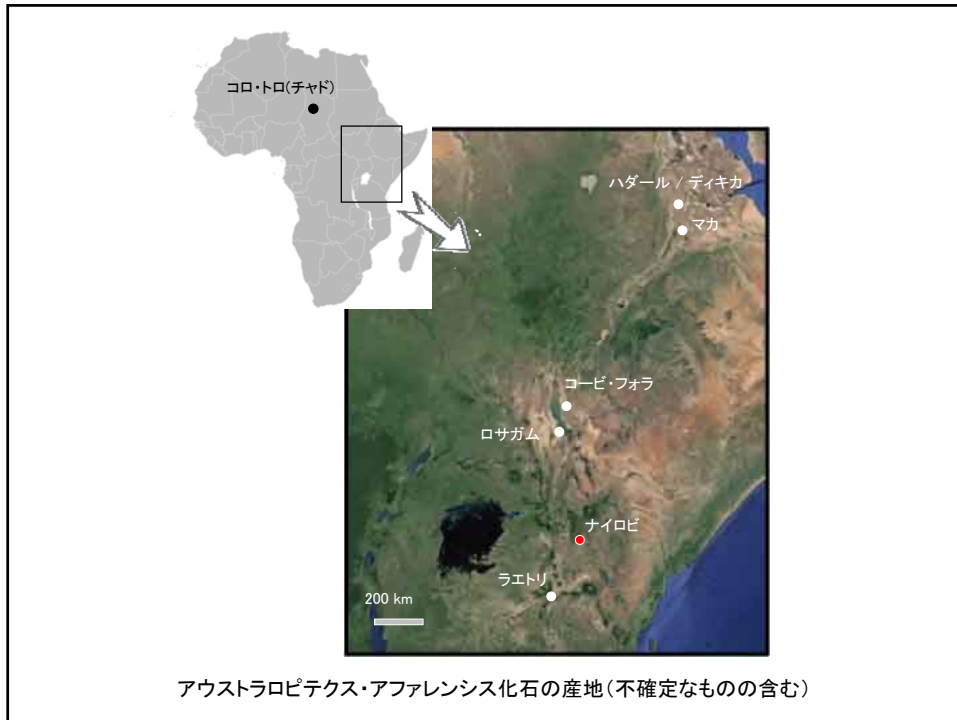 コロ・トロ(チャド)
ハダール / ディキカ
マカ
コービ・フォラ
ロサガム
ナイロビ
ラエトリ
200 km
アウストラロピテクス・アファレンシス化石の産地(不確定なものの含む)